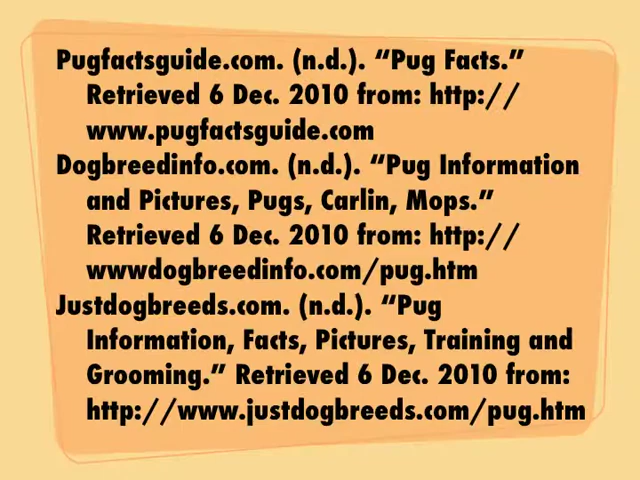 Pugfactsguide.com. (n.d.). “Pug Facts.”
Retrieved 6 Dec. 2010 from: http://
www.pugfactsguide.com
Dogbreedinfo.com. (n.d.). “Pug Information
and Pictures, Pugs, Carlin, Mops.”
Retrieved 6 Dec. 2010 from: http://
wwwdogbreedinfo.com/pug.htm
Justdogbreeds.com. (n.d.). “Pug
Information, Facts, Pictures, Training and
Grooming.” Retrieved 6 Dec. 2010 from:
http://www.justdogbreeds.com/pug.htm